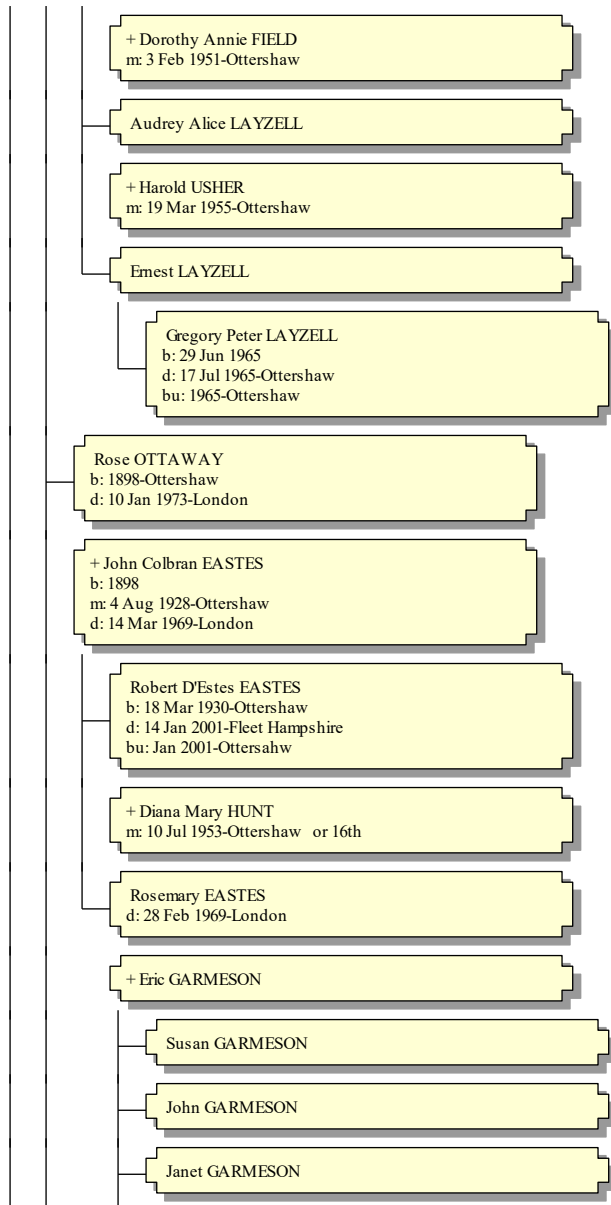 + Dorothy Annie FIELD
m: 3 Feb 1951-Ottershaw
Audrey Alice LAYZELL
+ Harold USHER
m: 19 Mar 1955-Ottershaw
Ernest LAYZELL
Gregory Peter LAYZELL
b: 29 Jun 1965
d: 17 Jul 1965-Ottershaw
bu: 1965-Ottershaw
Rose OTTAWAY
b: 1898-Ottershaw
d: 10 Jan 1973-London
+ John Colbran EASTES
b: 1898
m: 4 Aug 1928-Ottershaw
d: 14 Mar 1969-London
Robert D'Estes EASTES
b: 18 Mar 1930-Ottershaw
d: 14 Jan 2001-Fleet Hampshire
bu: Jan 2001-Ottersahw
+ Diana Mary HUNT
m: 10 Jul 1953-Ottershaw or 16th
Rosemary EASTES
d: 28 Feb 1969-London
+ Eric GARMESON
Susan GARMESON
John GARMESON
Janet GARMESON